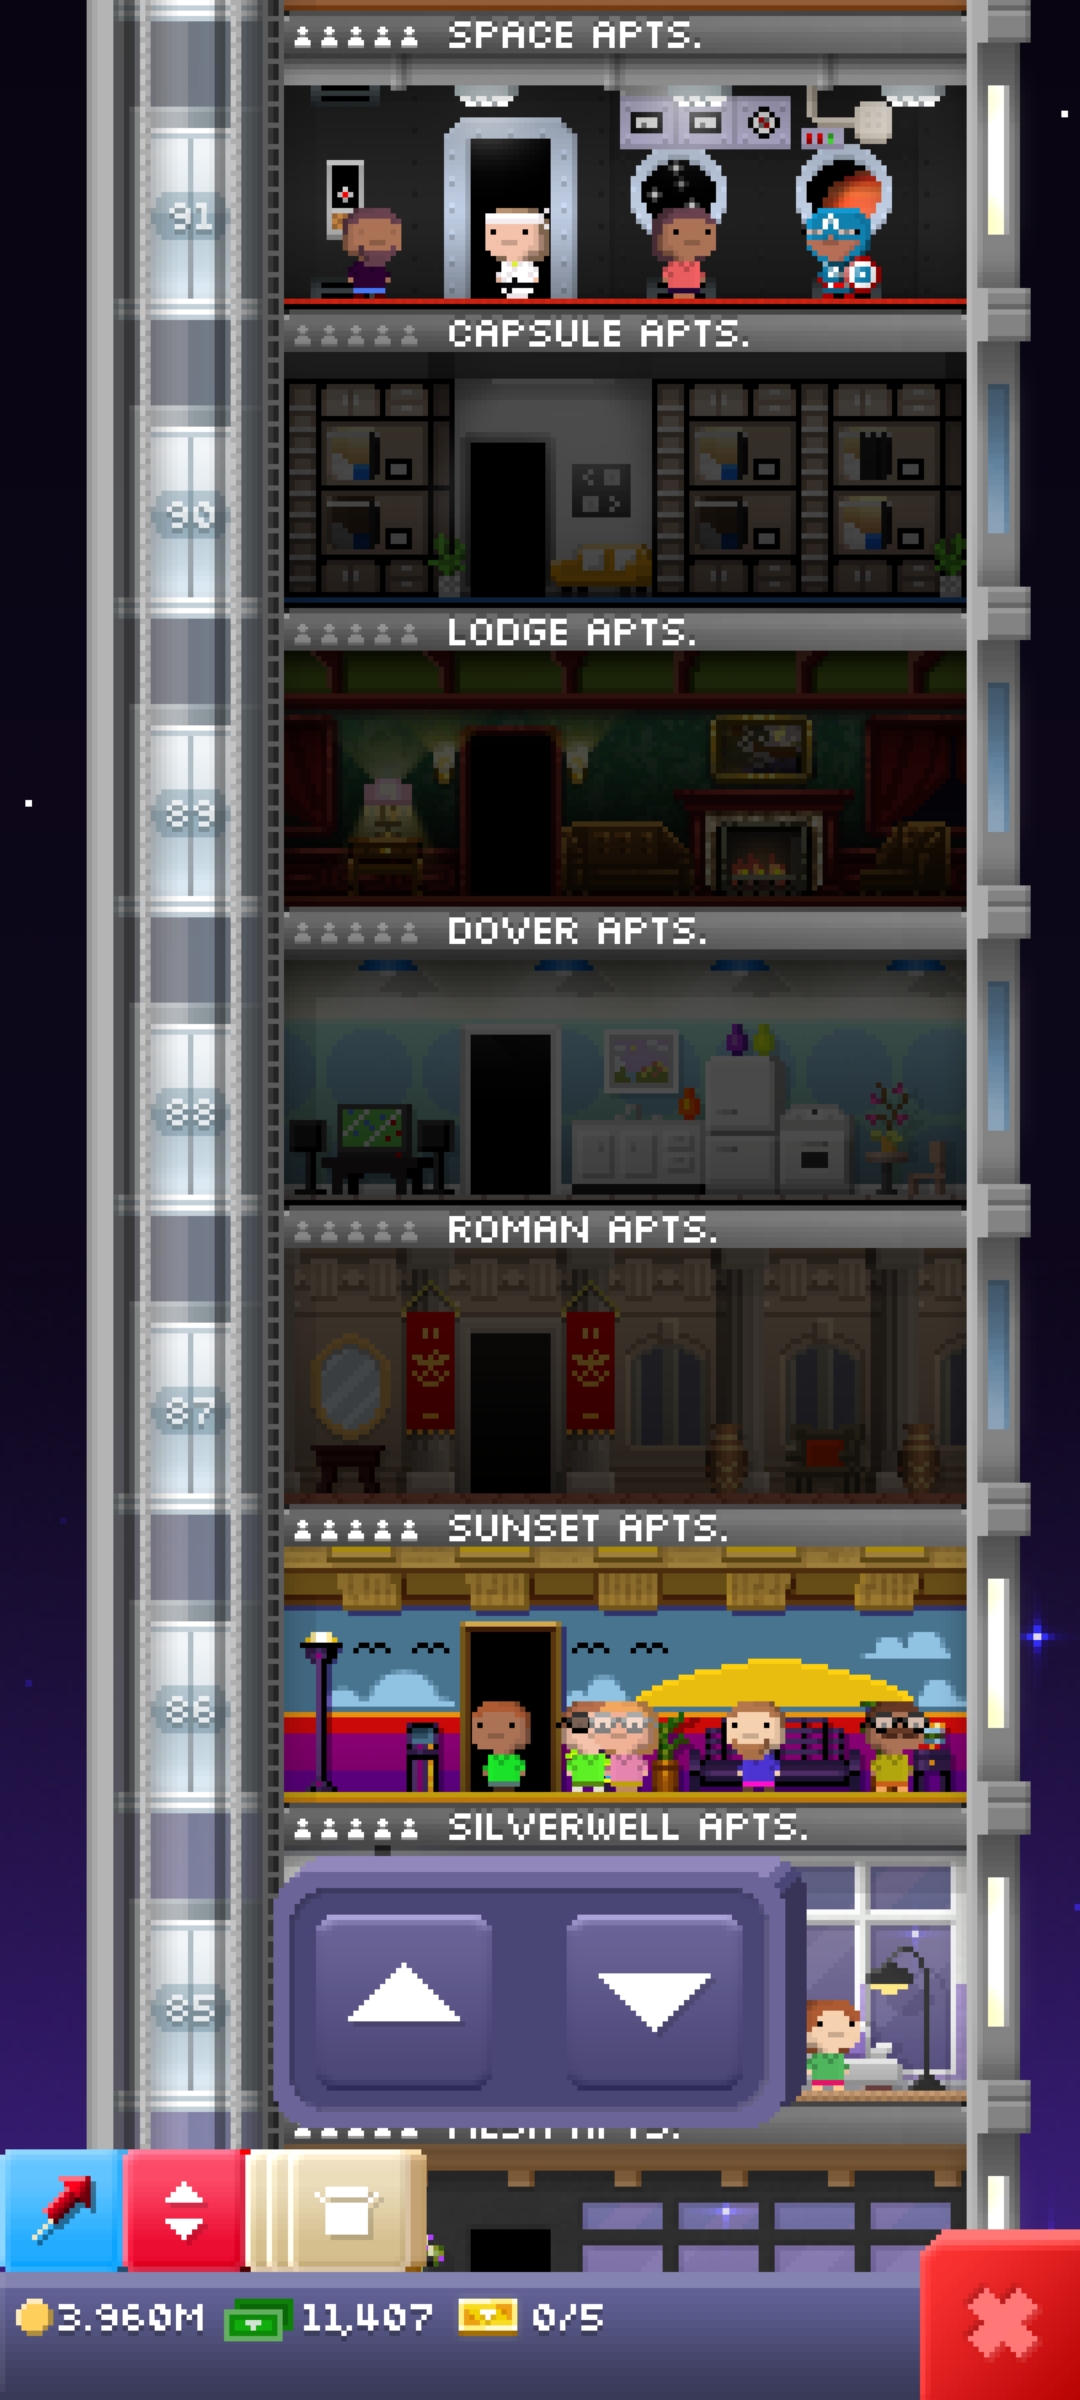 SPACE APTS.
91
CAPSULE APTS.
90
LODGE APTS.
89
DOVER APTS.
88
ROMAN APTS.
87
SUNSET APTS.
86
SILVERWELL APTS.
85
APTS.
3.960M 11,407 0/5